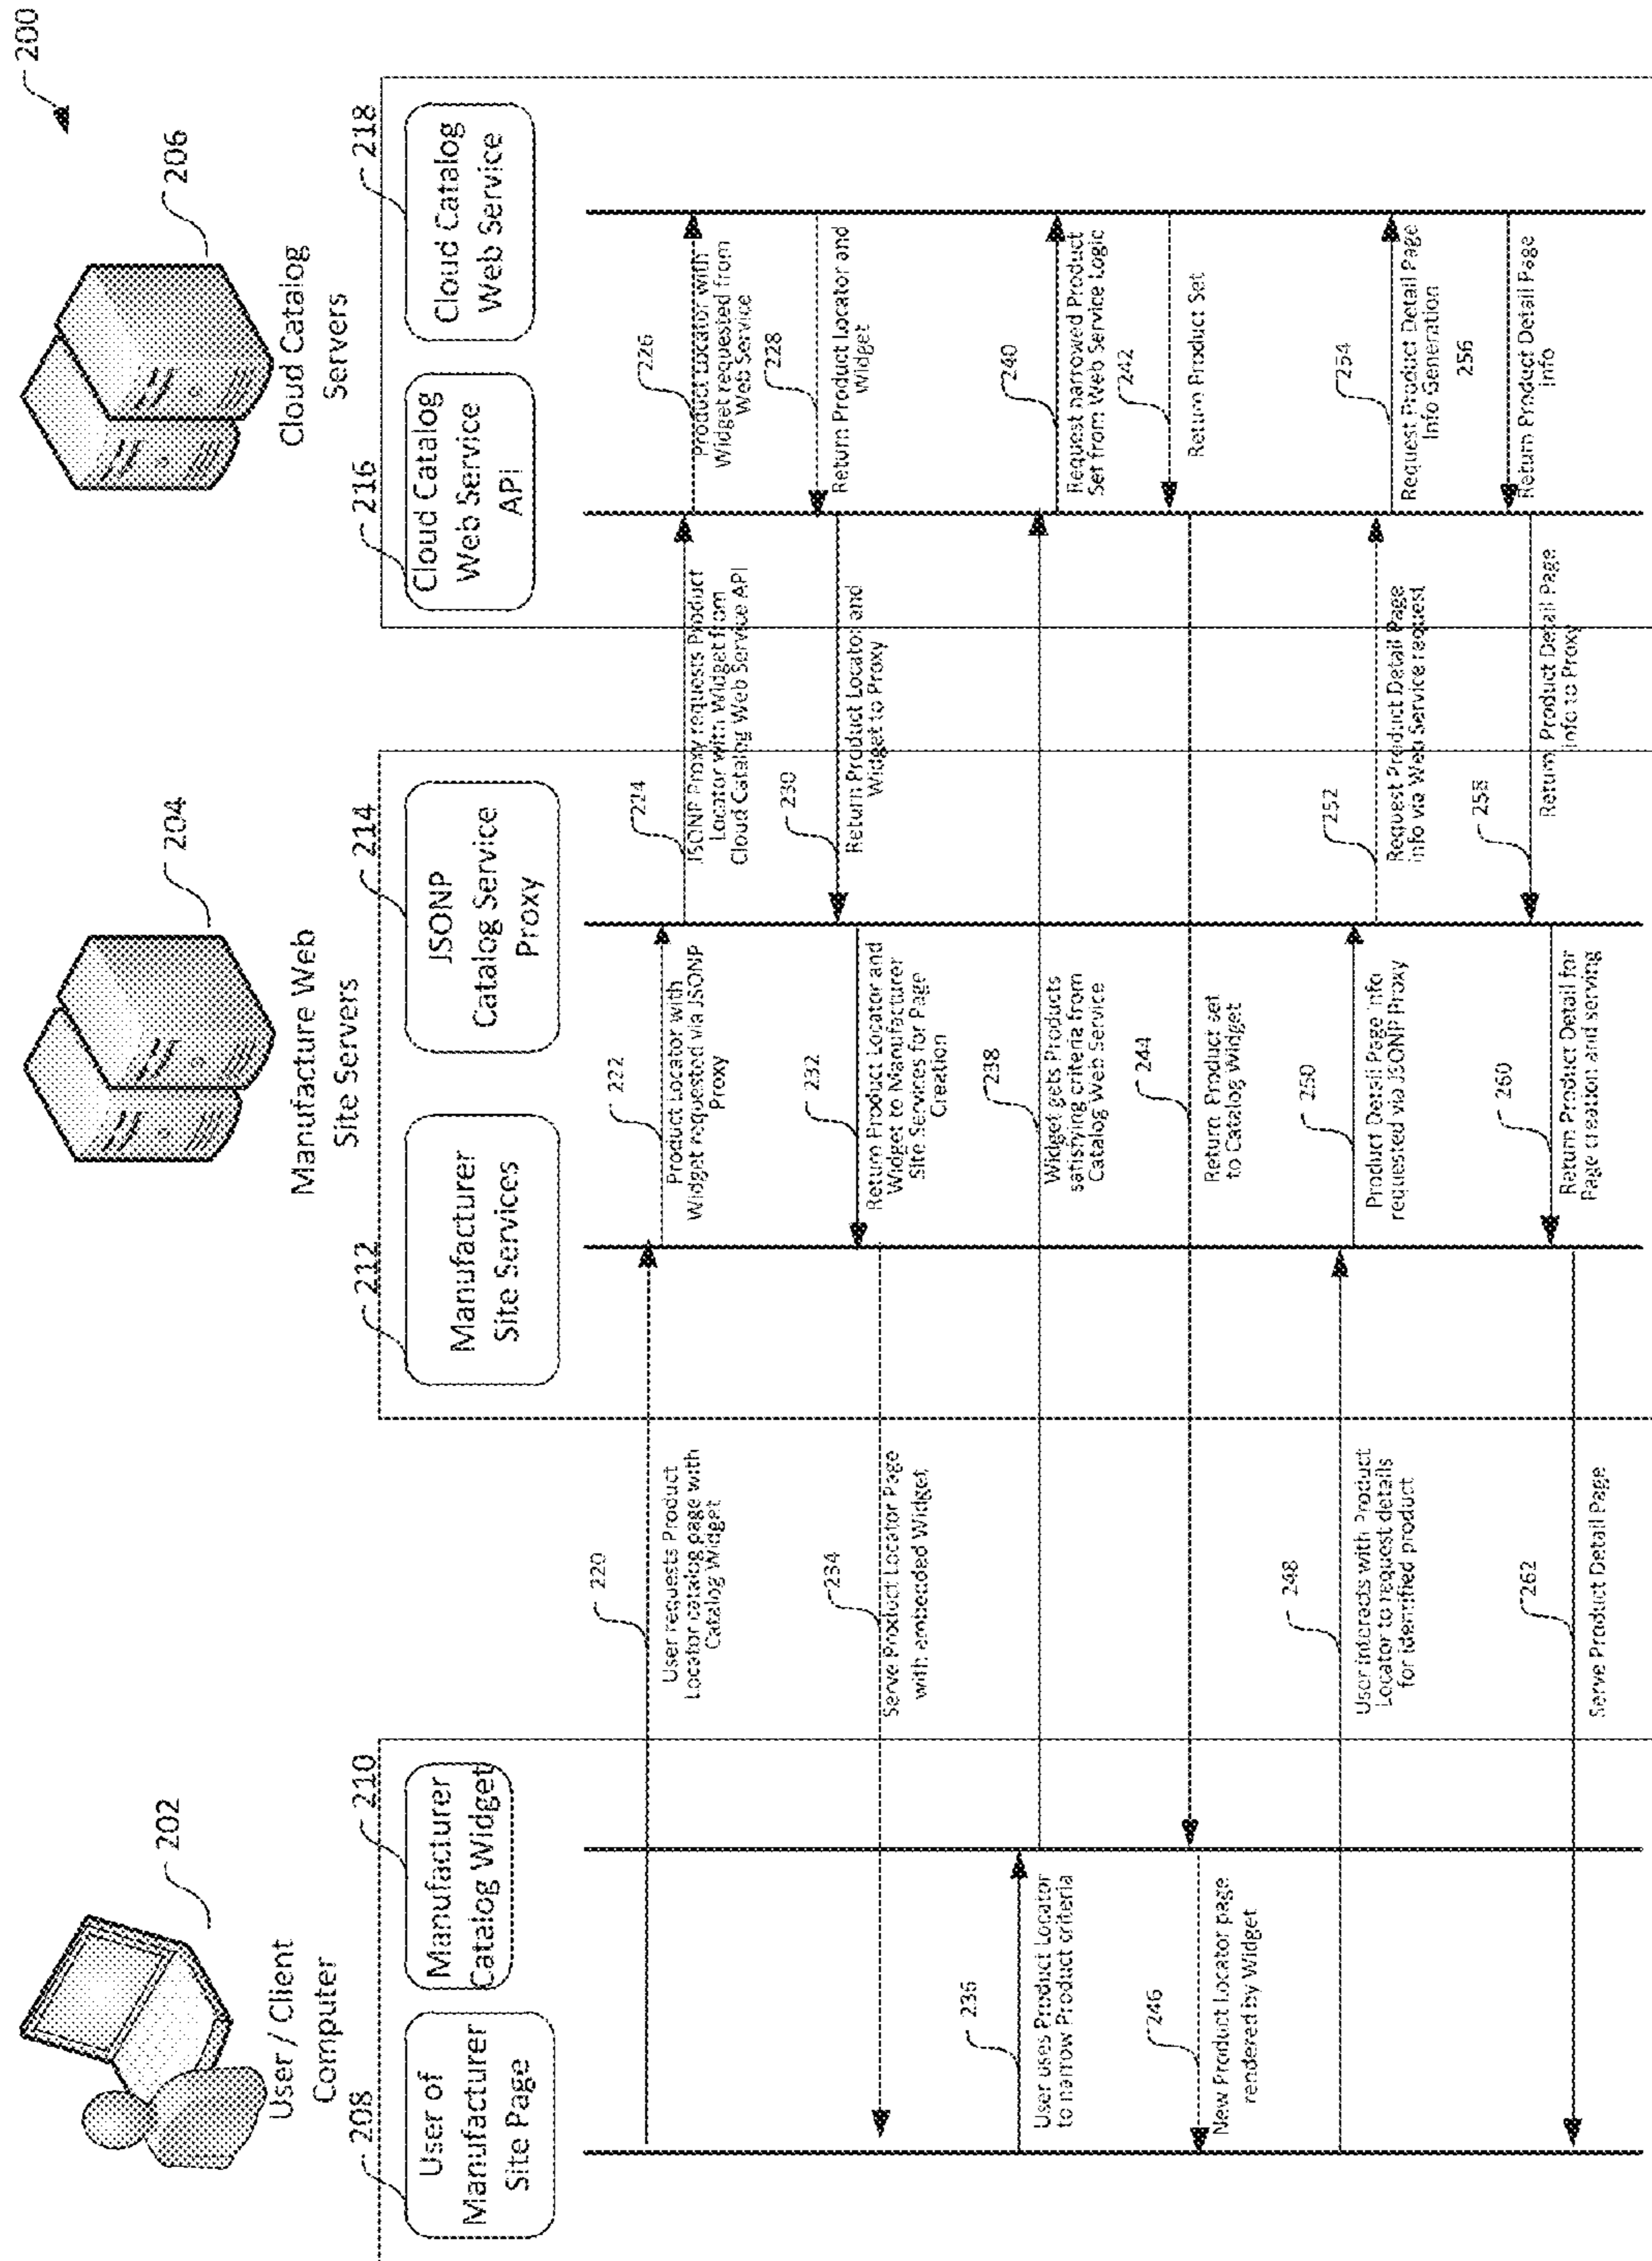 200
202
User / Client
Computer
204
Manufacture Web
Site Servers
206
Cloud Catalog
Servers
208
User of
Manufacturer
Site Page
210
Manufacturer
Catalog Widget
212
Manufacturer
Site Services
214
JSONP
Catalog Service
Proxy
216
Cloud Catalog
Web Service
API
218
Cloud Catalog
Web Service
220
User requests Product
Locator catalog page with
Catalog Widget
222
Product Locator with
Widget requested via JSONP
Proxy
224
JSONP Proxy requests Product
Locator with Widget from
Cloud Catalog Web Service API
226
Product Locator with
Widget requested from
Web Service
228
Return Product Locator and
Widget
230
Return Product Locator and
Widget to Proxy
232
Return Product Locator and
Widget to Manufacturer
Site Services for Page
Creation
234
Serve Product Locator Page
with embedded Widget
236
User uses Product Locator
to narrow Product criteria
238
Widget gets Products
satisfying criteria from
Catalog Web Service
240
Request narrowed Product
Set from Web Service Logic
242
Return Product Set
244
Return Product set
to Catalog Widget
246
New Product Locator page
rendered by Widget
248
User interacts with Product
Locator to request details
for identified product
250
Product Detail Page info
requested via JSONP Proxy
252
Request Product Detail Page
info via Web Service request
254
Request Product Detail Page
Info Generation
256
Return Product Detail Page
info
258
Return Product Detail Page
info to Proxy
260
Return Product Detail for
Page creation and serving
262
Serve Product Detail Page